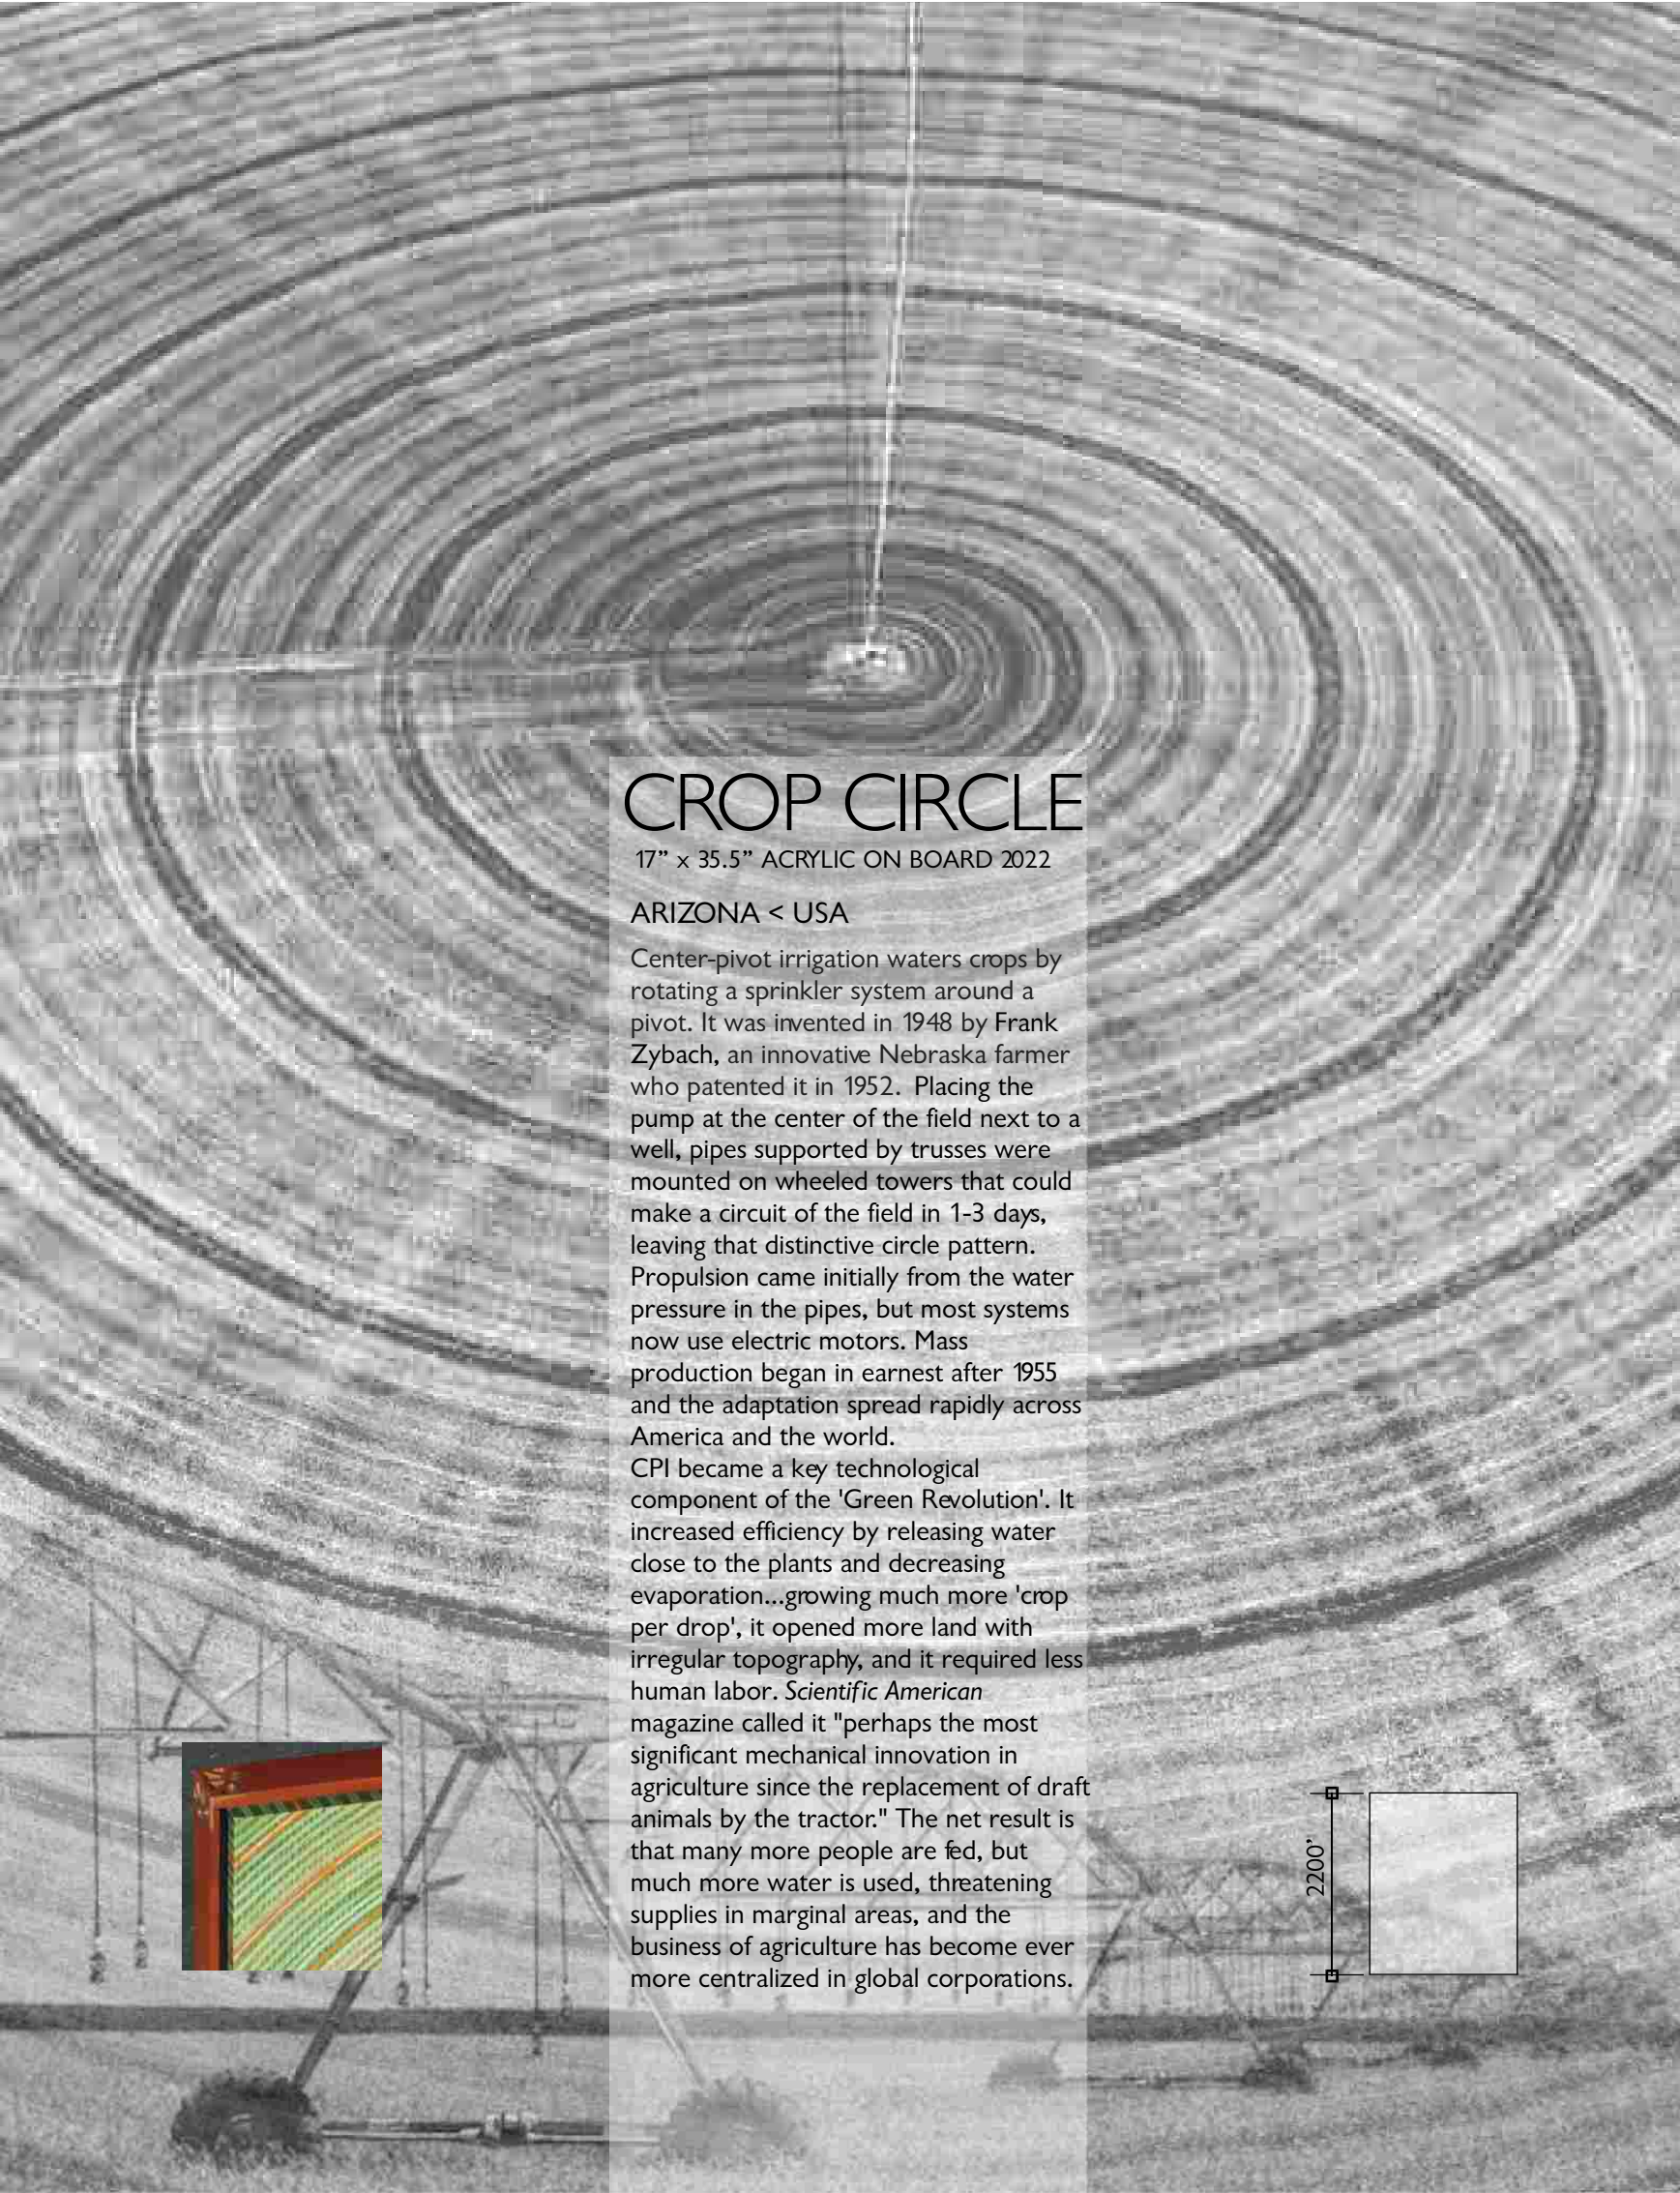 CROP CIRCLE
17” x 35.5” ACRYLIC ON BOARD 2022
ARIZONA < USA
Center-pivot irrigation waters crops by
rotating a sprinkler system around a
pivot. It was invented in 1948 by Frank
Zybach, an innovative Nebraska farmer
who patented it in 1952.  Placing the
pump at the center of the field next to a
well, pipes supported by trusses were
mounted on wheeled towers that could
make a circuit of the field in 1-3 days,
leaving that distinctive circle pattern.
Propulsion came initially from the water
pressure in the pipes, but most systems
now use electric motors. Mass
production began in earnest after 1955
and the adaptation spread rapidly across
America and the world.
CPI became a key technological
component of the 'Green Revolution'. It
increased efficiency by releasing water
close to the plants and decreasing
evaporation...growing much more 'crop
per drop', it opened more land with
irregular topography, and it required less
human labor. Scientific American
magazine called it "perhaps the most
significant mechanical innovation in
agriculture since the replacement of draft
animals by the tractor." The net result is
that many more people are fed, but
much more water is used, threatening
supplies in marginal areas, and the
business of agriculture has become ever
more centralized in global corporations.
2200’